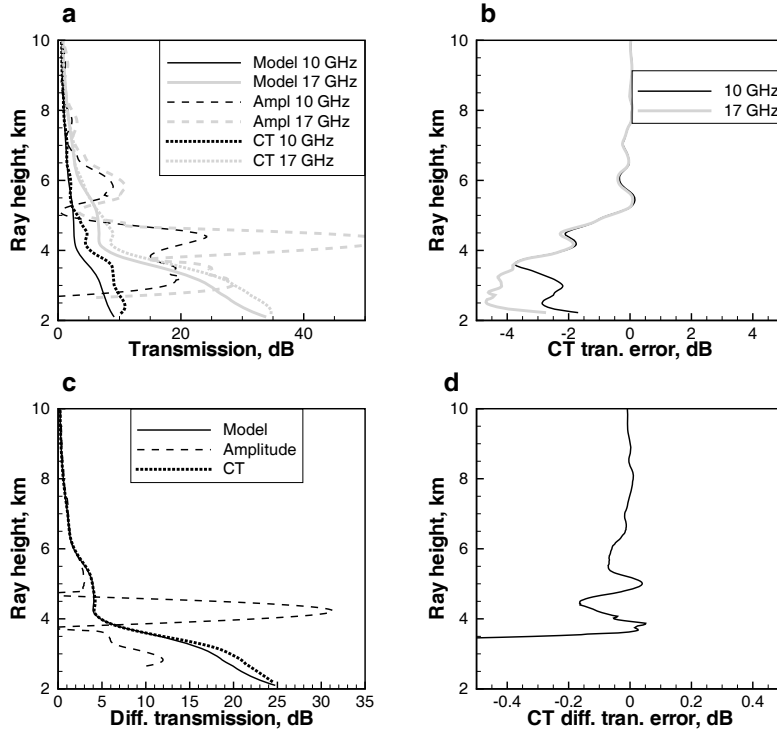 a
10
8
6
4
2
Ray height, km
Model 10 GHz
Model 17 GHz
Ampl 10 GHz
Ampl 17 GHz
CT 10 GHz
CT 17 GHz
0 20 40
Transmission, dB
b
10
8
6
4
2
Ray height, km
10 GHz
17 GHz
-4 -2 0 2 4
CT tran. error, dB
c
10
8
6
4
2
Ray height, km
Model
Amplitude
CT
0 5 10 15 20 25 30 35
Diff. transmission, dB
d
10
8
6
4
2
Ray height, km
-0.4 -0.2 0 0.2 0.4
CT diff. tran. error, dB